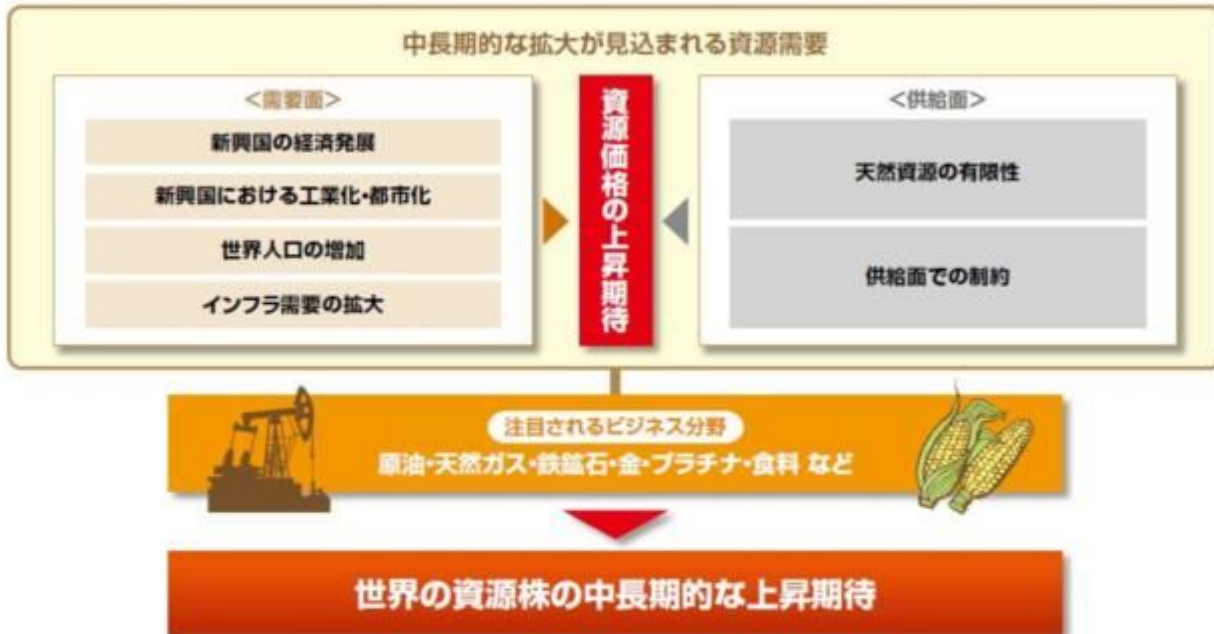 中長期的な拡大が見込まれる資源需要
<需要面>
新興国の経済発展
新興国における工業化・都市化
世界人口の増加
インフラ需要の拡大
資源価格の上昇期待
<供給面>
天然資源の有限性
供給面での制約
注目されるビジネス分野
原油・天然ガス・鉄鉱石・金・プラチナ・食料 など
世界の資源株の中長期的な上昇期待